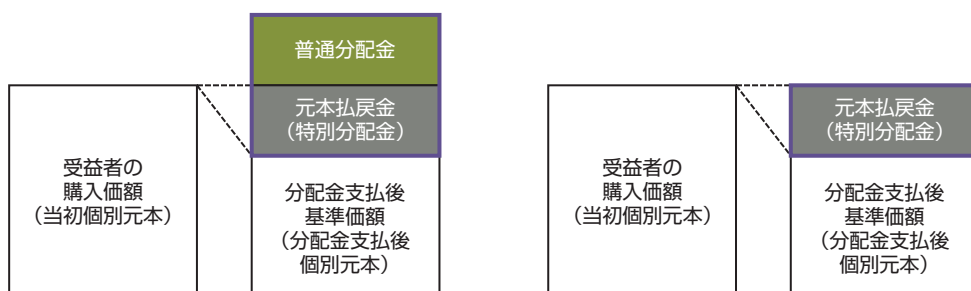 普通分配金
元本払戻金
（特別分配金）
受益者の
購入価額
（当初個別元本）
分配金支払後
基準価額
（分配金支払後
個別元本）
元本払戻金
（特別分配金）
受益者の
購入価額
（当初個別元本）
分配金支払後
基準価額
（分配金支払後
個別元本）